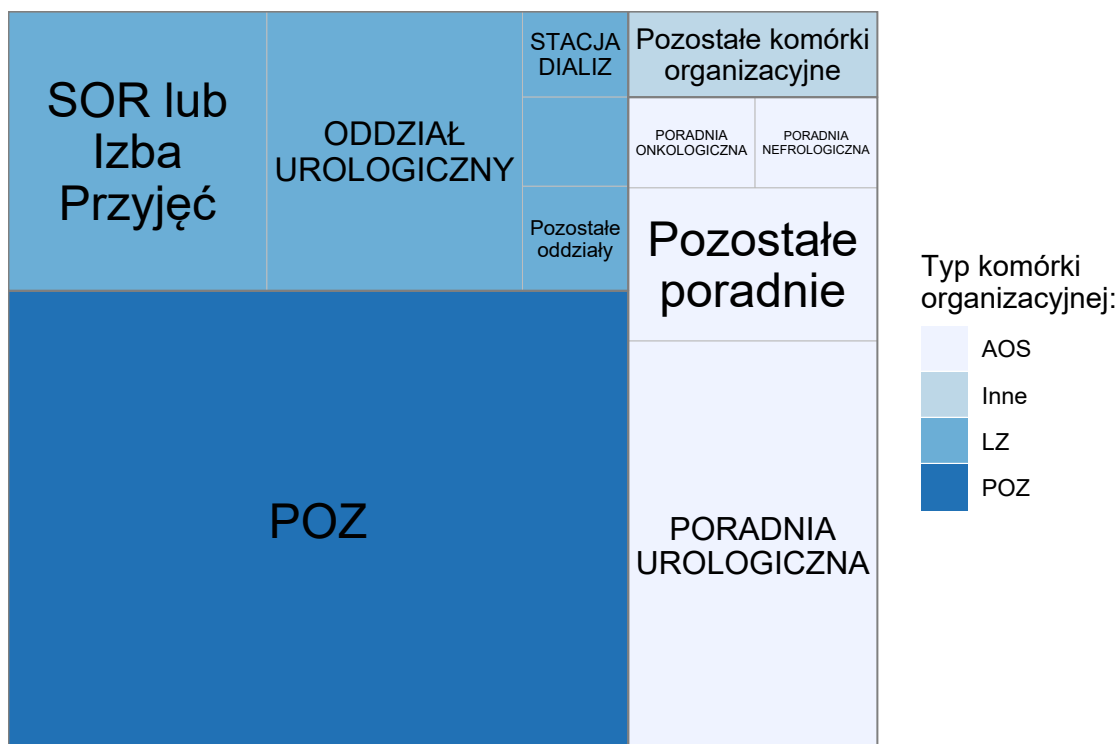 SOR lub
Izba
Przyjęć
ODDZIAŁ
UROLOGICZNY
STACJA
DIALIZ
Pozostałe
oddziały
POZ
Pozostałe komórki
organizacyjne
PORADNIA
ONKOLOGICZNA
PORADNIA
NEFROLOGICZNA
Pozostałe
poradnie
PORADNIA
UROLOGICZNA
Typ komórki
organizacyjnej:
AOS
Inne
LZ
POZ